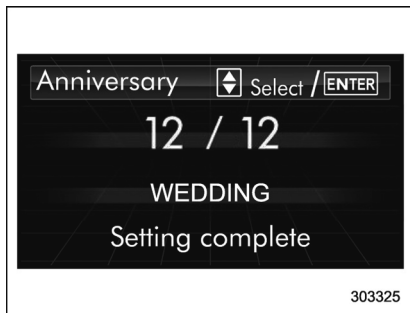 Anniversary Select / ENTER
12 / 12
WEDDING
Setting complete
303325